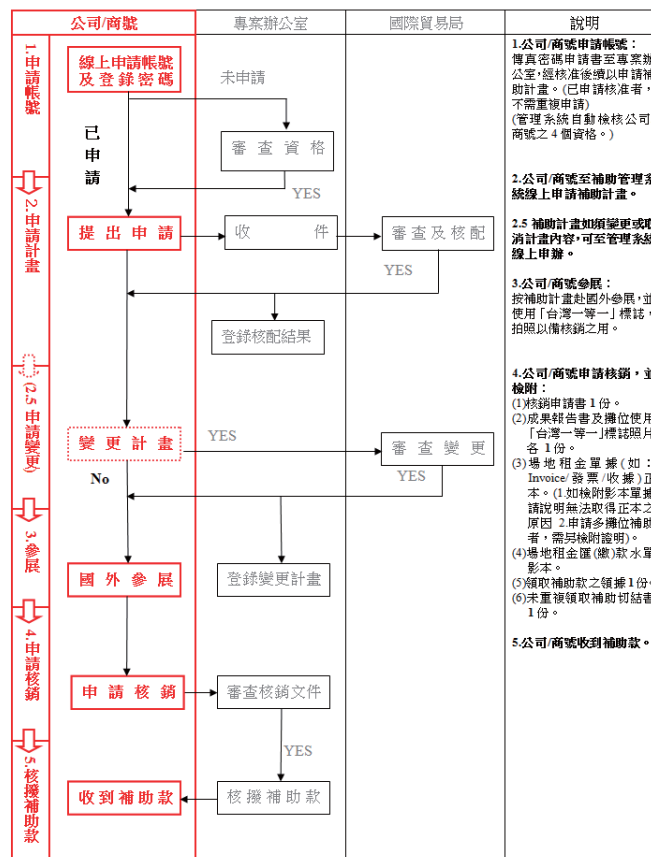 公司/商號
專案辦公室
國際貿易局
說明
1.申請帳號
線上申請帳號
及登錄密碼
未申請
已申請
審查資格
YES
2.申請計畫
提出申請
收件
審查及核配
YES
登錄核配結果
(2.5 申請變更)
變更計畫
YES
審查變更
No
YES
3.參展
國外參展
登錄變更計畫
4.申請核銷
申請核銷
審查核銷文件
YES
5.核撥補助款
收到補助款
核撥補助款
1.公司/商號申請帳號：
傳真密碼申請書至專案辦
公室，經核准後續以申請補
助計畫。(已申請核准者，
不需重複申請)
(管理系統自動檢核公司
商號之 4 個資格。)
2.公司/商號至補助管理系
統線上申請補助計畫。
2.5 補助計畫如須變更或取
消計畫內容，可至管理系統
線上申辦。
3.公司/商號參展：
按補助計畫赴國外參展，並
使用「台灣一等一」標誌，
拍照以備核銷之用。
4.公司/商號申請核銷，並
檢附：
(1)核銷申請書 1 份。
(2)成果報告書及攤位使用
「台灣一等一」標誌照片
各 1 份。
(3)場地租金單據(如：
Invoice/發票/收據)正
本。(1.如檢附影本單據
請說明無法取得正本之
原因 2.申請多攤位補助
者，需另檢附證明)。
(4)場地租金匯(繳)款水單
影本。
(5)領取補助款之領據 1 份。
(6)未重複領取補助切結書
1 份。
5.公司/商號收到補助款。